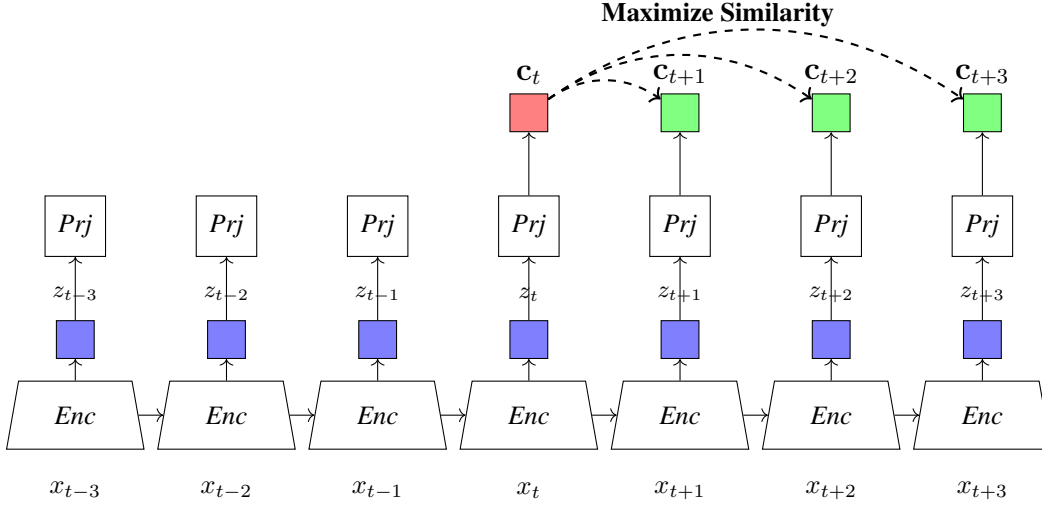 Maximize Similarity
c_t c_{t+1} c_{t+2} c_{t+3}
Prj Prj Prj Prj Prj Prj Prj
z_{t−3} z_{t−2} z_{t−1} z_t z_{t+1} z_{t+2} z_{t+3}
Enc Enc Enc Enc Enc Enc Enc
x_{t−3} x_{t−2} x_{t−1} x_t x_{t+1} x_{t+2} x_{t+3}